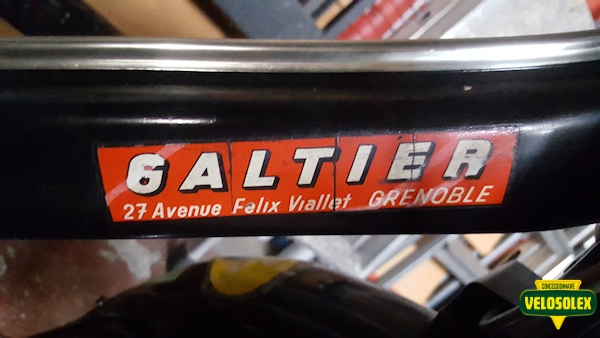 GALTIER
27 Avenue Felix Viallet GRENOBLE
CONCESSIONNAIRE
VELOSOLEX